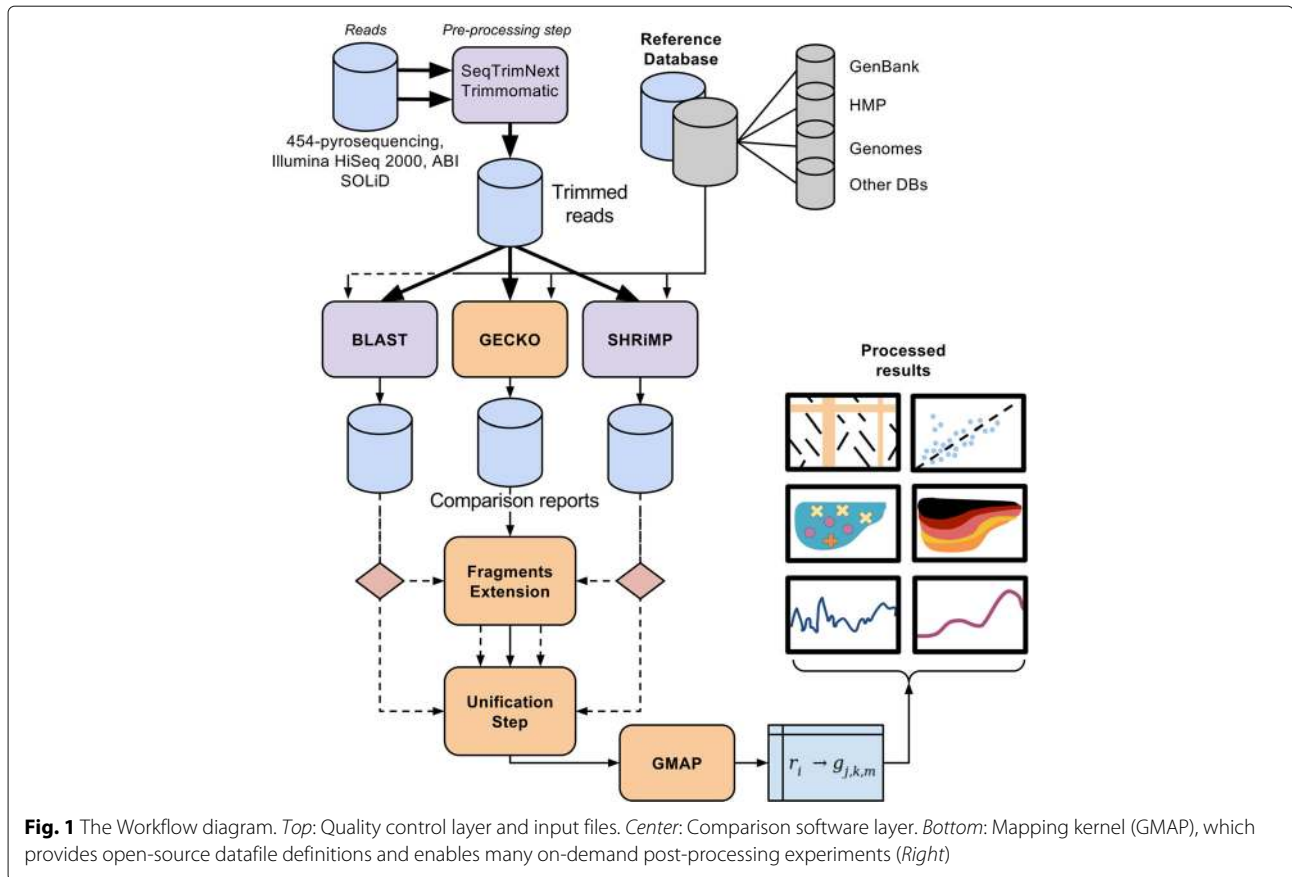 Reads
Pre-processing step
SeqTrimNext
Trimmomatic
454-pyrosequencing,
Illumina HiSeq 2000, ABI
SOLiD
Reference
Database
GenBank
HMP
Genomes
Other DBs
Trimmed
reads
BLAST
GECKO
SHRiMP
Comparison reports
Fragments
Extension
Unification
Step
GMAP
r_i → g_{j,k,m}
Processed
results
Fig. 1 The Workflow diagram. Top: Quality control layer and input files. Center: Comparison software layer. Bottom: Mapping kernel (GMAP), which
provides open-source datafile definitions and enables many on-demand post-processing experiments (Right)